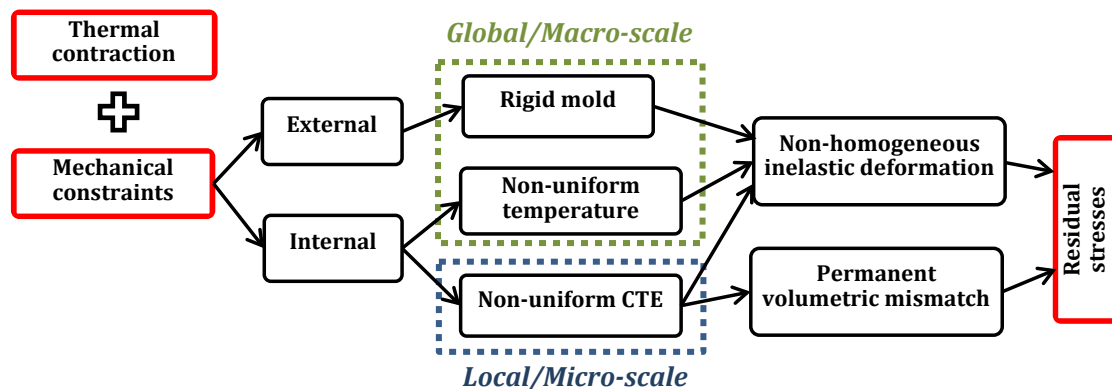 Thermal
contraction
Mechanical
constraints
External
Internal
Global/Macro-scale
Rigid mold
Non-uniform
temperature
Non-uniform CTE
Local/Micro-scale
Non-homogeneous
inelastic deformation
Permanent
volumetric mismatch
Residual
stresses